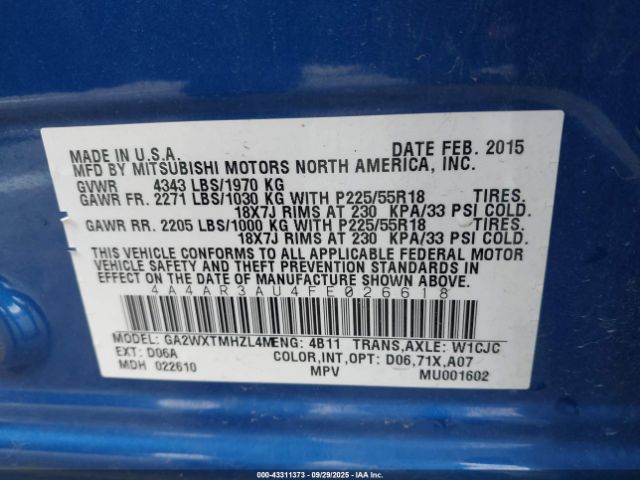 MADE IN U.S.A. DATE FEB. 2015
MFD BY MITSUBISHI MOTORS NORTH AMERICA, INC.
GVWR 4343 LBS/1970 KG
GAWR FR. 2271 LBS/1030 KG WITH P225/55R18 TIRES.
18X7J RIMS AT 230 KPA/33 PSI COLD.
GAWR RR. 2205 LBS/1000 KG WITH P225/55R18 TIRES.
18X7J RIMS AT 230 KPA/33 PSI COLD.
THIS VEHICLE CONFORMS TO ALL APPLICABLE FEDERAL MOTOR
VEHICLE SAFETY AND THEFT PREVENTION STANDARDS IN
EFFECT ON THE DATE OF MANUFACTURE SHOWN ABOVE.
4A4AR3AU4FE026618
MODEL: GA2WXTMHZL4M ENG: 4B11 TRANS,AXLE: W1CJC
EXT: D06A COLOR,INT,OPT: D06,71X,A07
MDH 022610 MPV MU001602
000-43311373 - 09/29/2025 - COPYRIGHT IAA